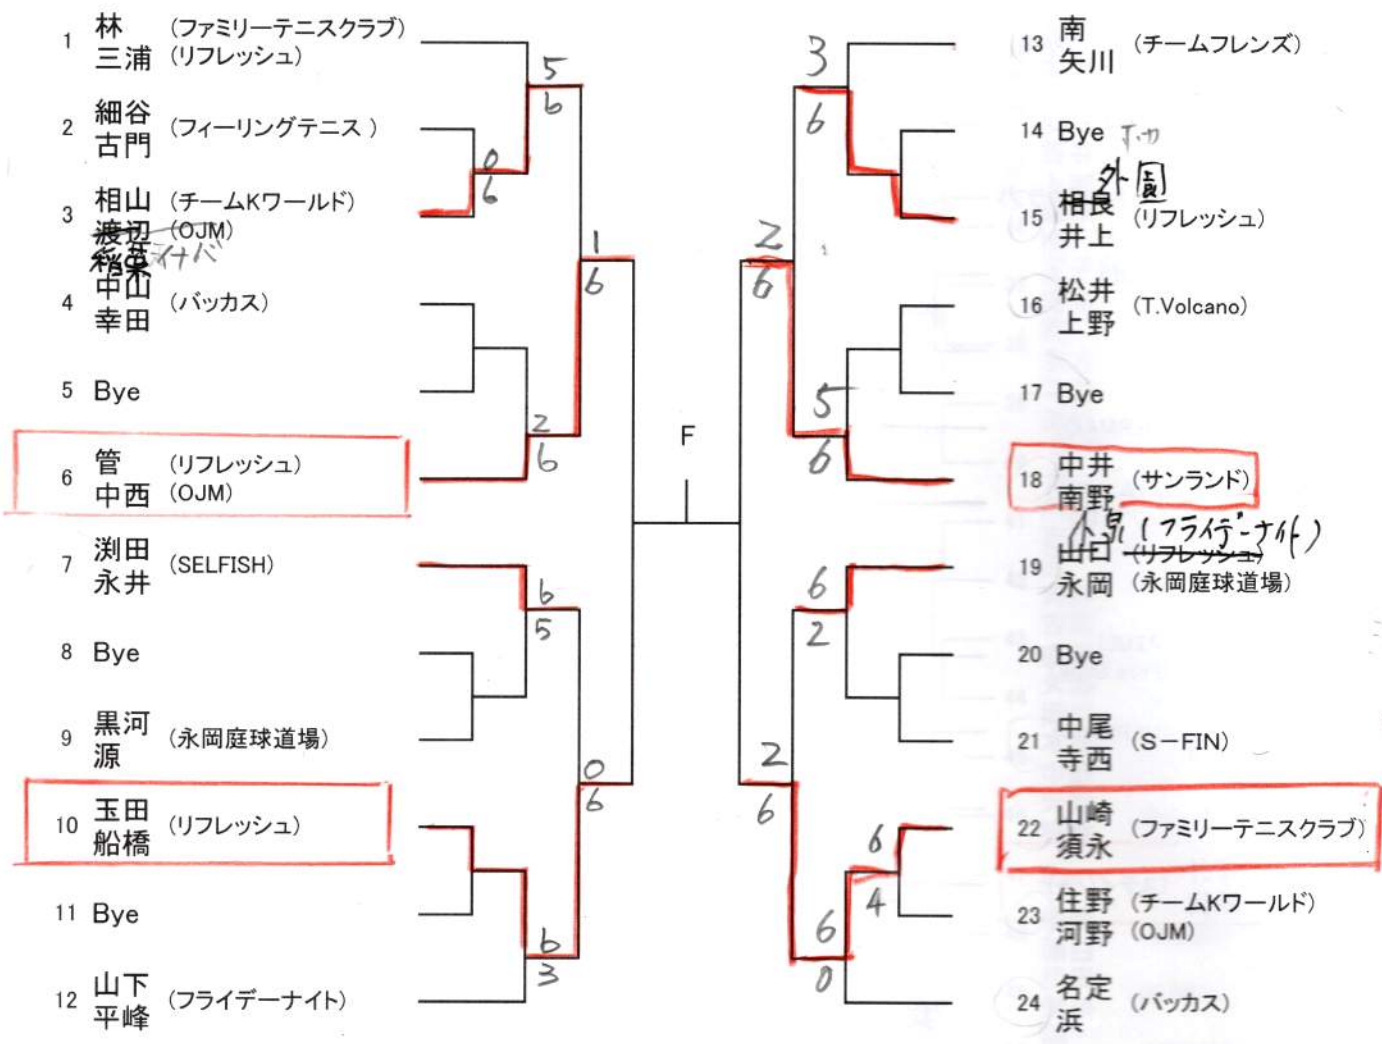 1 林 (ファミリーテニスクラブ)
三浦 (リフレッシュ)
2 細谷 (フィーリングテニス )
古門
3 相山 (チームKワールド)
渡辺 (OJM)
4 中山 (バッカス)
幸田
5 Bye
6 管 (リフレッシュ)
中西 (OJM)
7 渕田 (SELFISH)
永井
8 Bye
9 黒河 (永岡庭球道場)
源
10 玉田 (リフレッシュ)
船橋
11 Bye
12 山下 (フライデーナイト)
平峰
5
6
0
6
1
6
2
6
6
5
0
6
6
3
F
3
6
2
6
5
6
6
2
2
6
6
4
6
0
13 南 (チームフレンズ)
矢川
14 Bye
外園
15 相良 (リフレッシュ)
井上
16 松井 (T.Volcano)
上野
17 Bye
18 中井 (サンランド)
南野
小泉 (フライデーナイト)
19 山口 (リフレッシュ)
永岡 (永岡庭球道場)
20 Bye
21 中尾 (S－FIN)
寺西
22 山崎 (ファミリーテニスクラブ)
須永
23 住野 (チームKワールド)
河野 (OJM)
24 名定 (バッカス)
浜